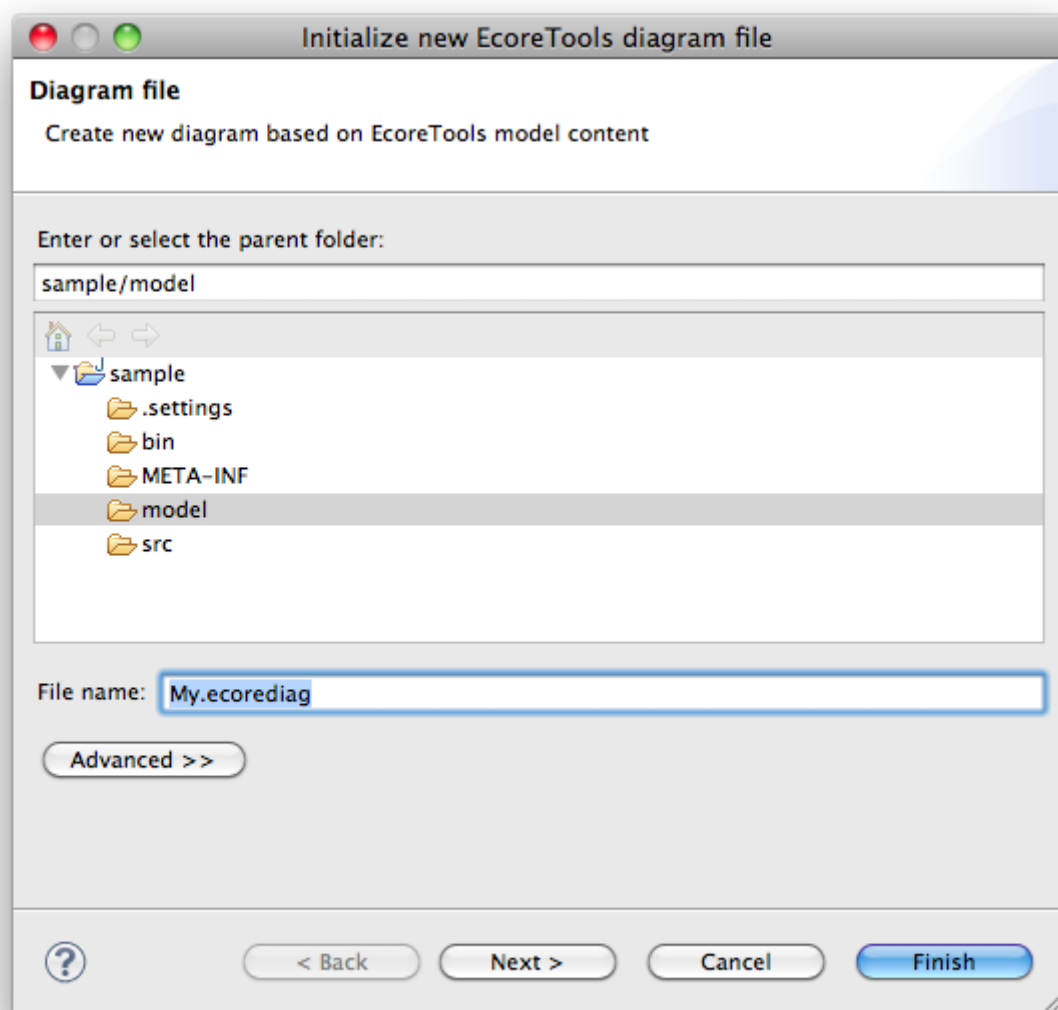 Initialize new EcoreTools diagram file
Diagram file
Create new diagram based on EcoreTools model content
Enter or select the parent folder:
sample/model
sample
.settings
bin
META-INF
model
src
File name: My.ecorediag
Advanced >>
? < Back Next > Cancel Finish